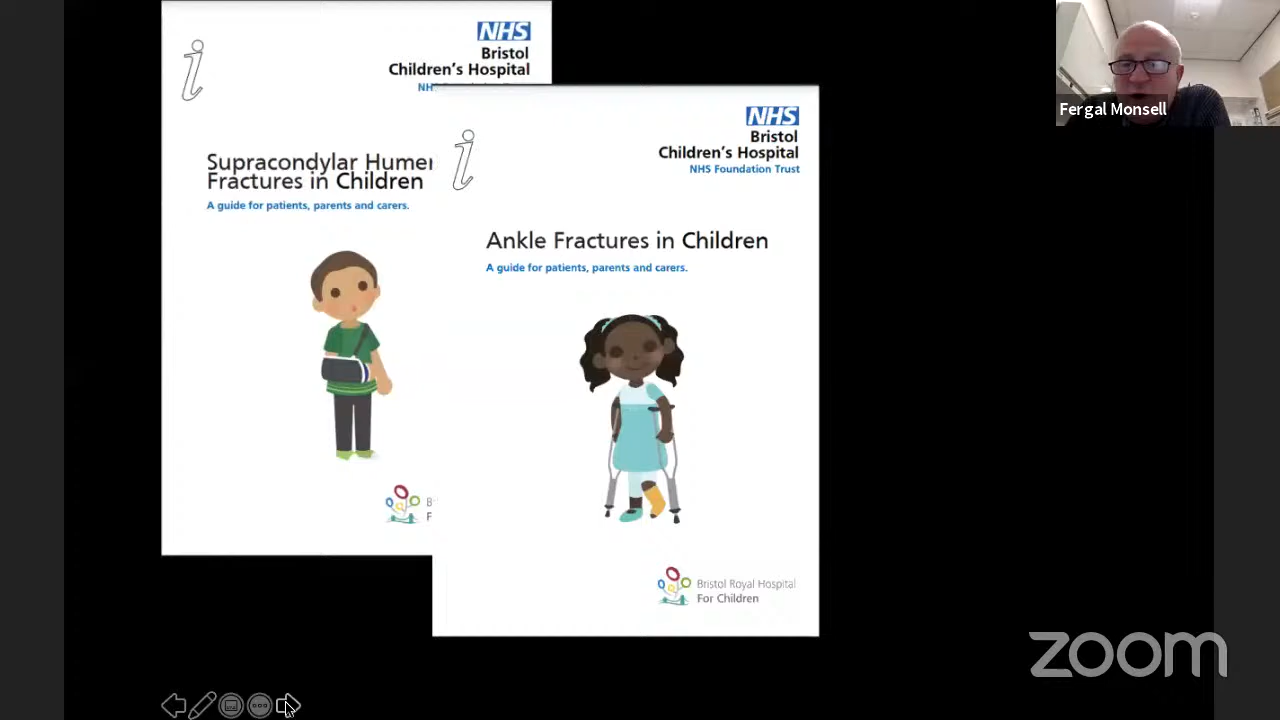 NHS
Bristol
Children's Hospital
Supracondylar
Fractures in Children
A guide for patients, parents and carers.
NHS
Bristol
Children's Hospital
NHS Foundation Trust
Ankle Fractures in Children
A guide for patients, parents and carers.
Bristol Royal Hospital
For Children
Fergal Monsell
zoom